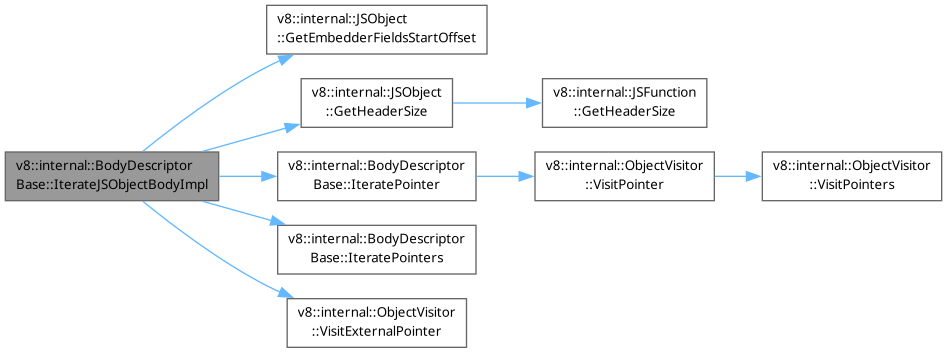 v8::internal::JSObject
::GetEmbedderFieldsStartOffset
v8::internal::JSObject
::GetHeaderSize
v8::internal::JSFunction
::GetHeaderSize
v8::internal::BodyDescriptor
Base::IterateJSObjectBodyImpl
v8::internal::BodyDescriptor
Base::IteratePointer
v8::internal::ObjectVisitor
::VisitPointer
v8::internal::ObjectVisitor
::VisitPointers
v8::internal::BodyDescriptor
Base::IteratePointers
v8::internal::ObjectVisitor
::VisitExternalPointer